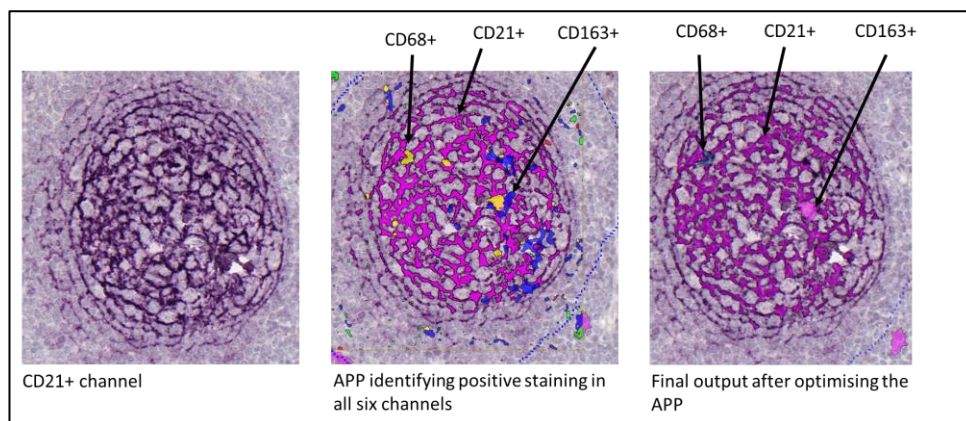 CD68+ CD21+ CD163+ CD68+ CD21+ CD163+
CD21+ channel
APP identifying positive staining in
all six channels
Final output after optimising the
APP